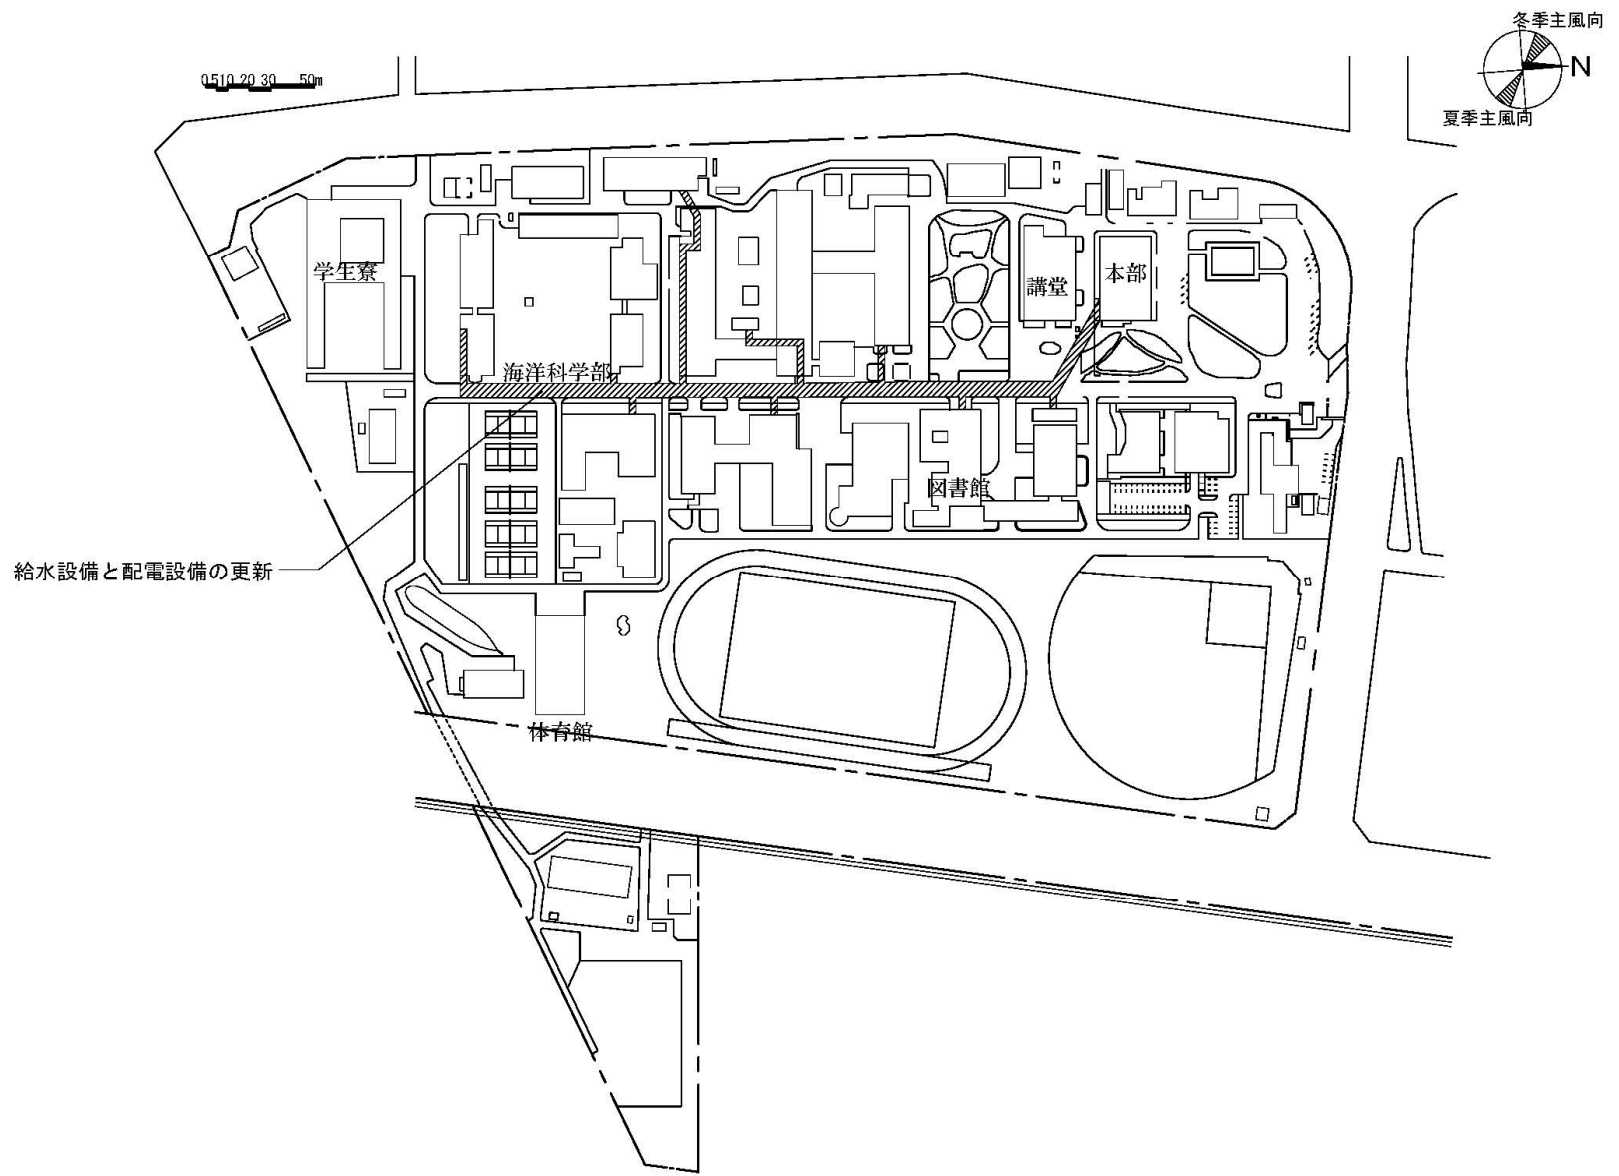 冬季主風向
0 5 10 20 30 50m
N
夏季主風向
学生寮
講堂
本部
海洋科学部
図書館
給水設備と配電設備の更新
体育館